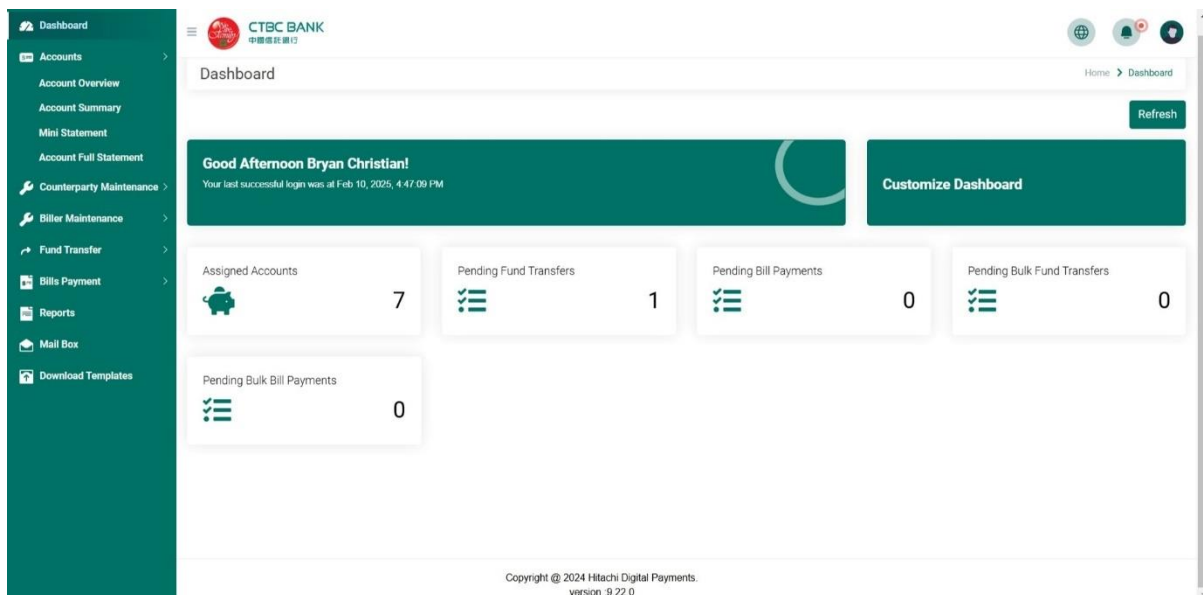 Dashboard
Accounts
Account Overview
Account Summary
Mini Statement
Account Full Statement
Counterparty Maintenance
Biller Maintenance
Fund Transfer
Bills Payment
Reports
Mail Box
Download Templates
CTBC BANK
中國信託銀行
Dashboard
Home > Dashboard
Refresh
Good Afternoon Bryan Christian!
Your last successful login was at Feb 10, 2025, 4:47:09 PM
Customize Dashboard
Assigned Accounts
7
Pending Fund Transfers
1
Pending Bill Payments
0
Pending Bulk Fund Transfers
0
Pending Bulk Bill Payments
0
Copyright @ 2024 Hitachi Digital Payments.
version :9.22.0